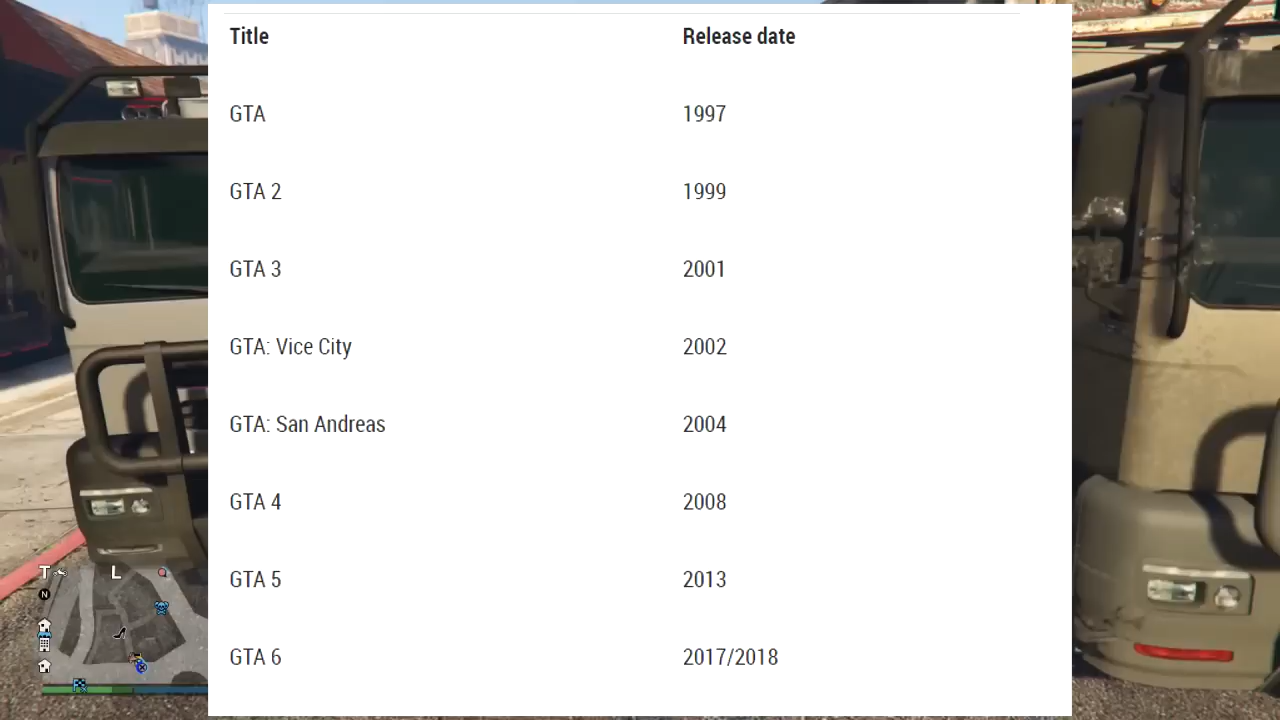 Title Release date
GTA 1997
GTA 2 1999
GTA 3 2001
GTA: Vice City 2002
GTA: San Andreas 2004
GTA 4 2008
GTA 5 2013
GTA 6 2017/2018
T L
N